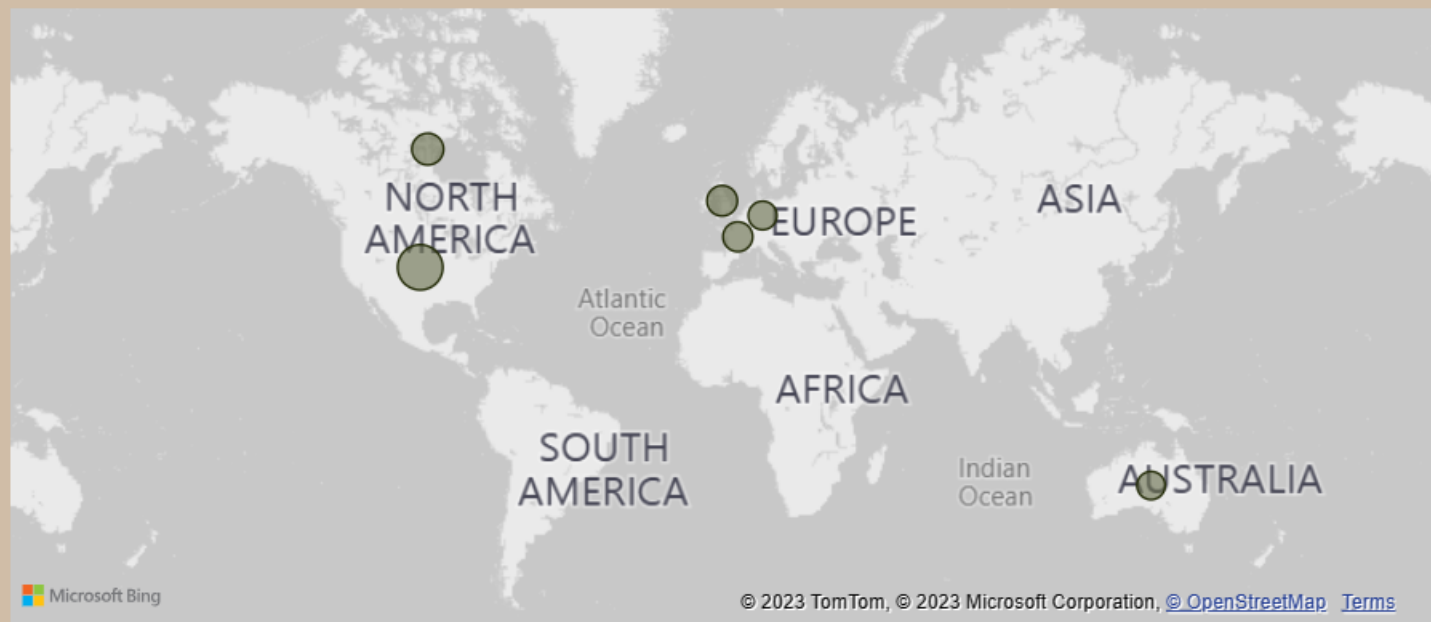 NORTH
AMERICA
EUROPE
ASIA
Atlantic
Ocean
AFRICA
SOUTH
AMERICA
Indian
Ocean
AUSTRALIA
Microsoft Bing
© 2023 TomTom, © 2023 Microsoft Corporation, © OpenStreetMap Terms